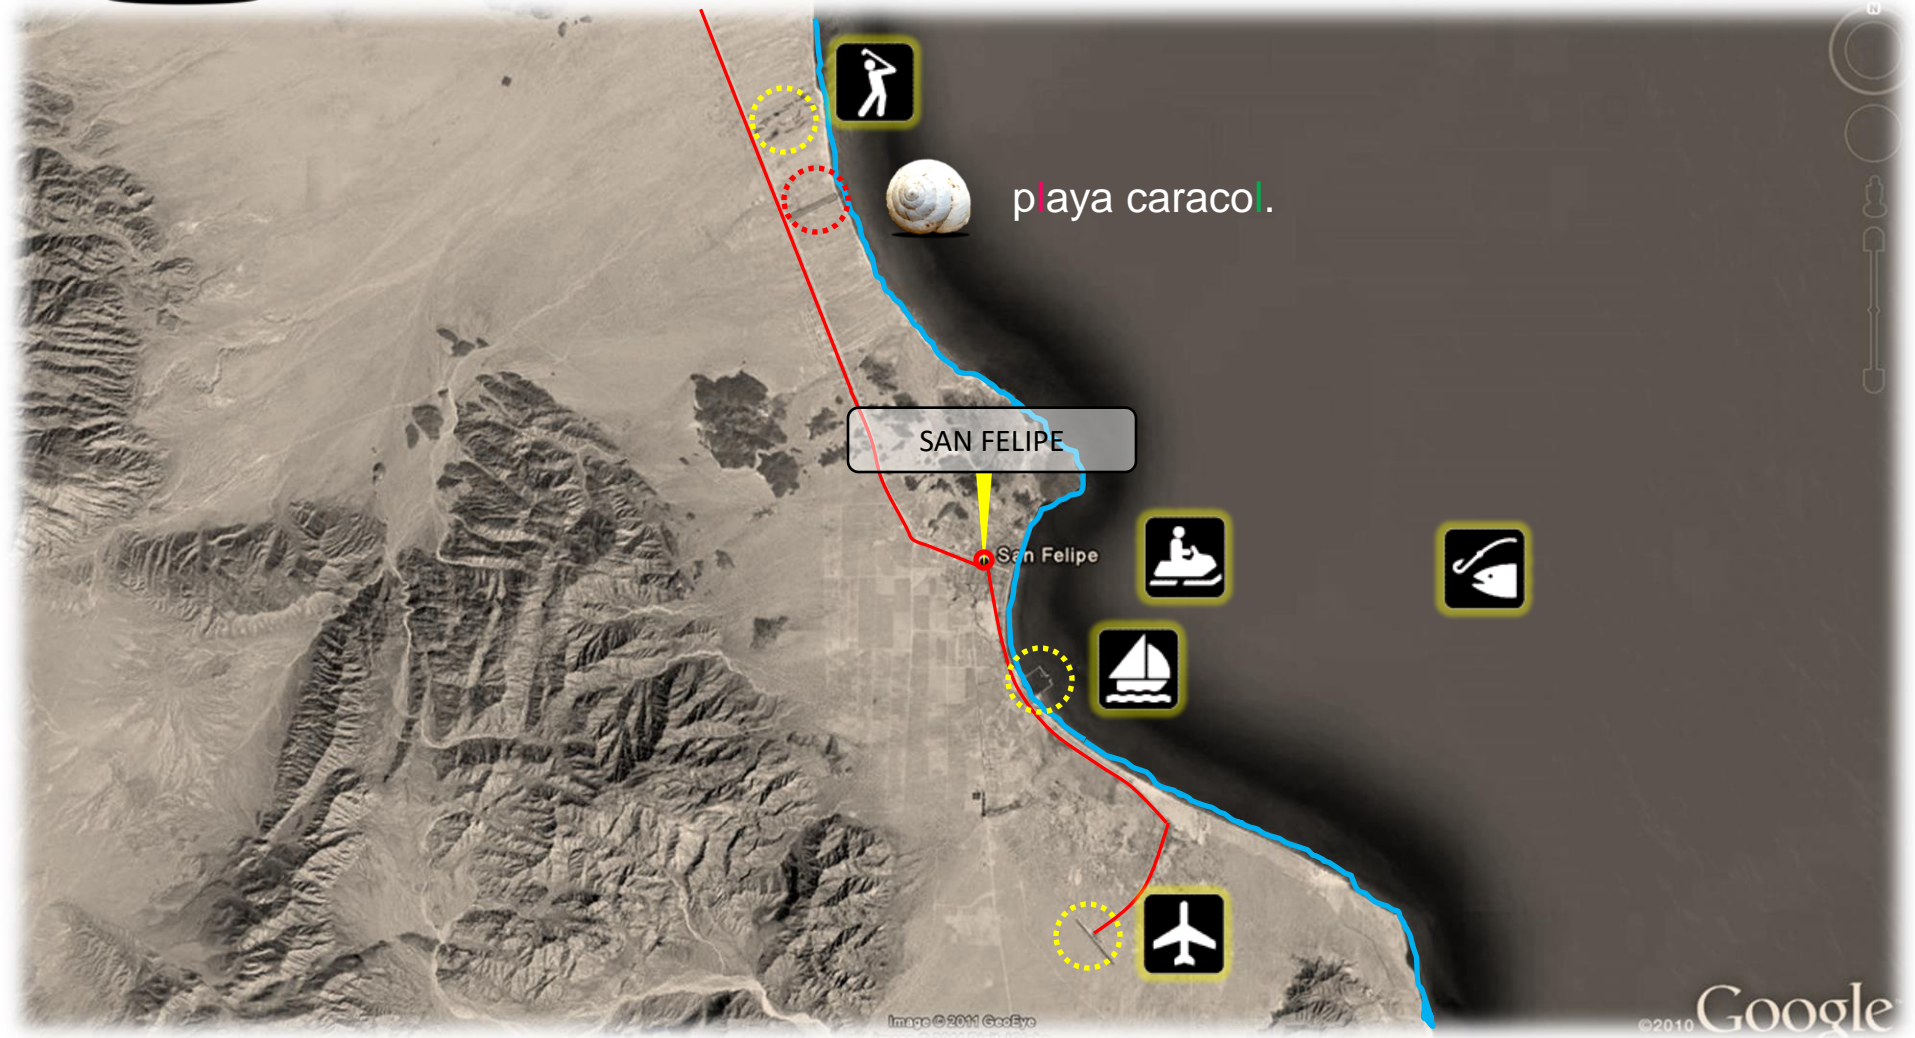 N
playa caracol.
SAN FELIPE
San Felipe
Image © 2011 GeoEye
©2010 Google